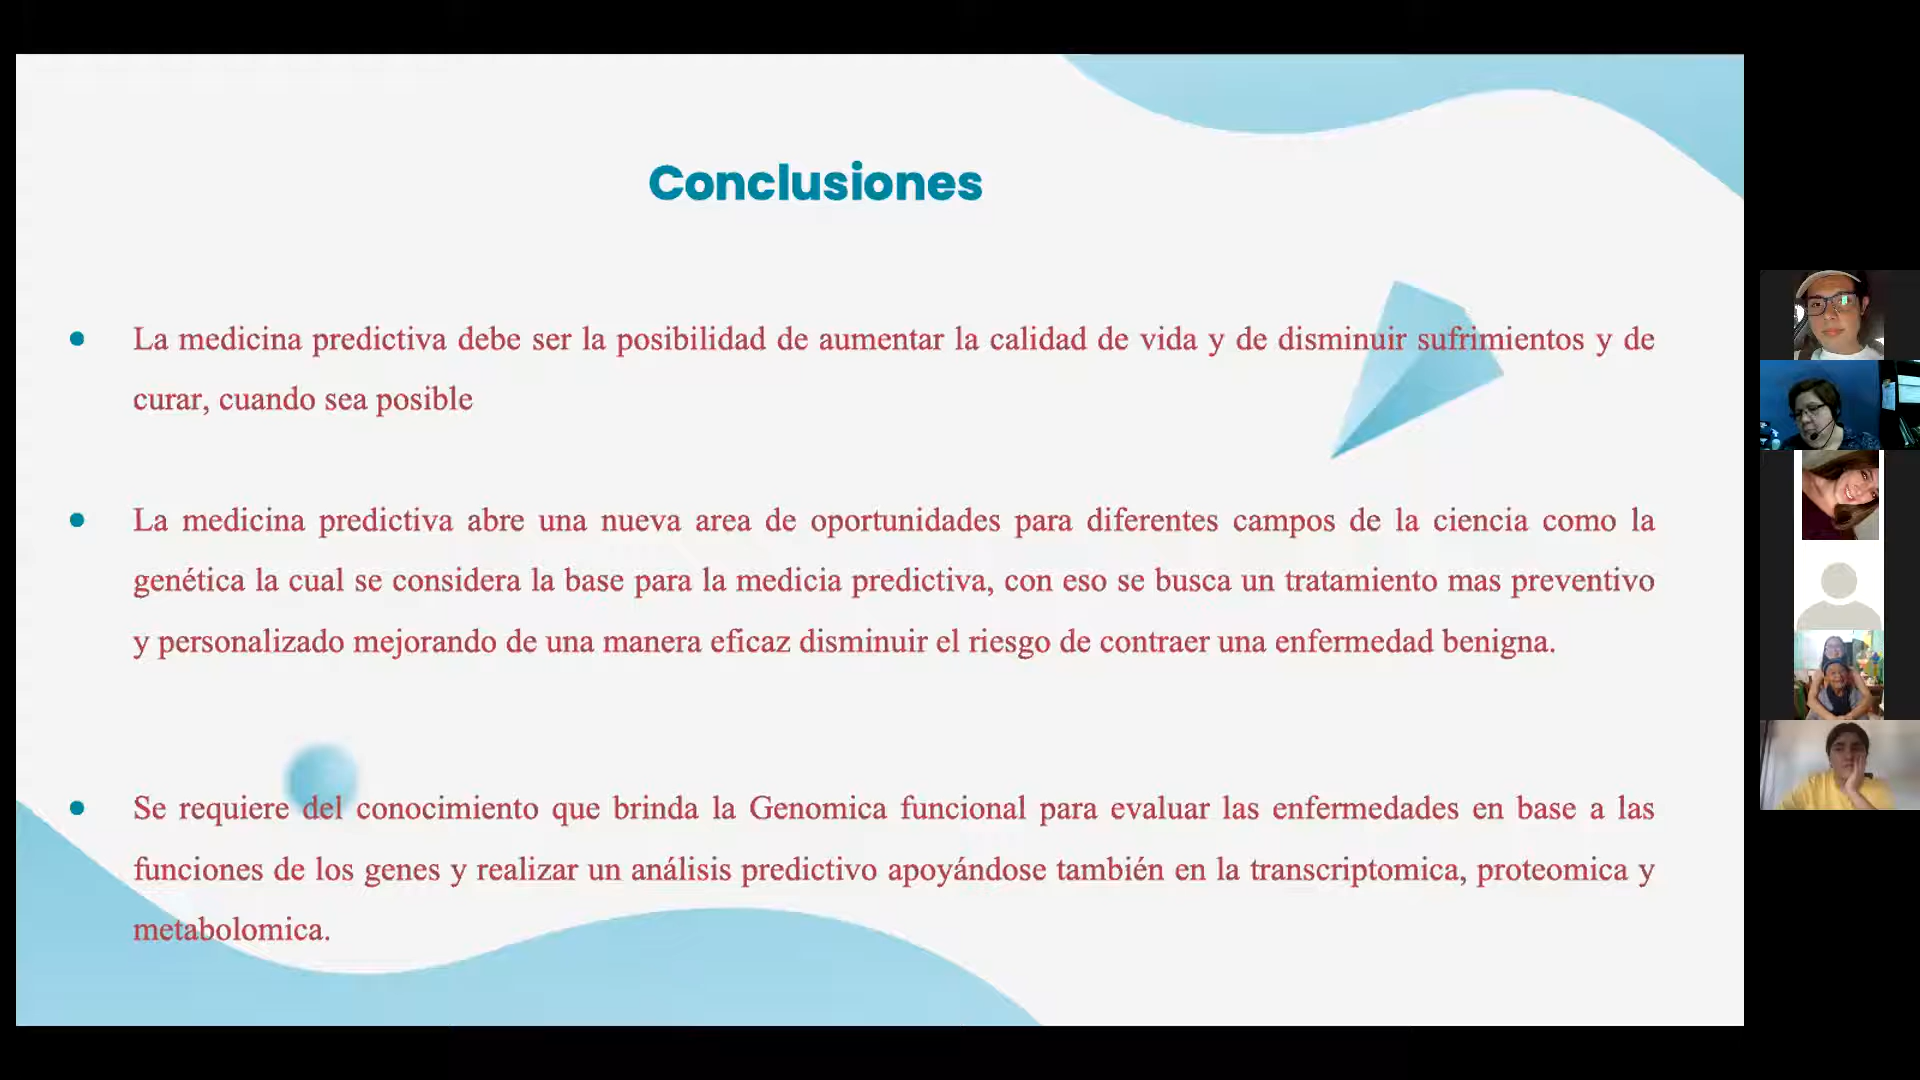 Conclusiones
La medicina predictiva debe ser la posibilidad de aumentar la calidad de vida y de disminuir sufrimientos y de
curar, cuando sea posible
La medicina predictiva abre una nueva area de oportunidades para diferentes campos de la ciencia como la
genética la cual se considera la base para la medicia predictiva, con eso se busca un tratamiento mas preventivo
y personalizado mejorando de una manera eficaz disminuir el riesgo de contraer una enfermedad benigna.
Se requiere del conocimiento que brinda la Genomica funcional para evaluar las enfermedades en base a las
funciones de los genes y realizar un análisis predictivo apoyándose también en la transcriptomica, proteomica y
metabolomica.